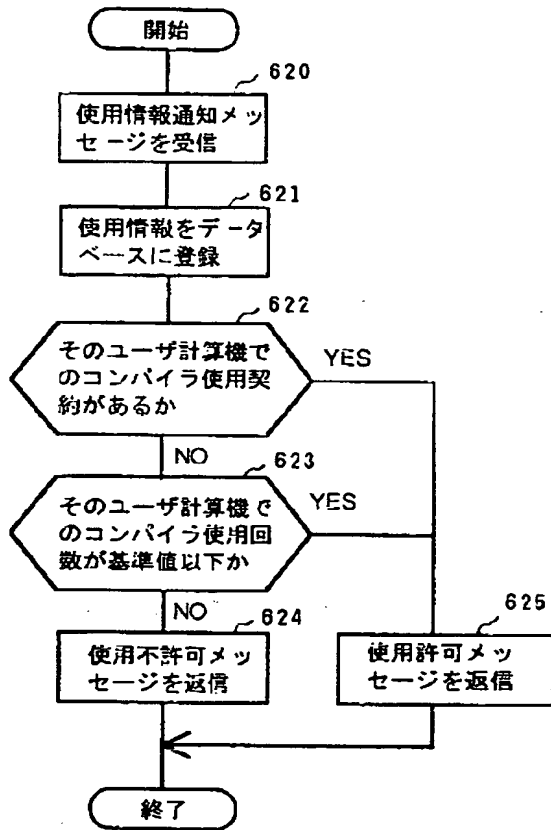 開始
620
使用情報通知メッ
セージを受信
621
使用情報をデータ
ベースに登録
622
そのユーザ計算機で
のコンパイラ使用契
約があるか
YES
NO
623
そのユーザ計算機で
のコンパイラ使用回
数が基準値以下か
YES
NO
624
使用不許可メッ
セージを返信
625
使用許可メッ
セージを返信
終了